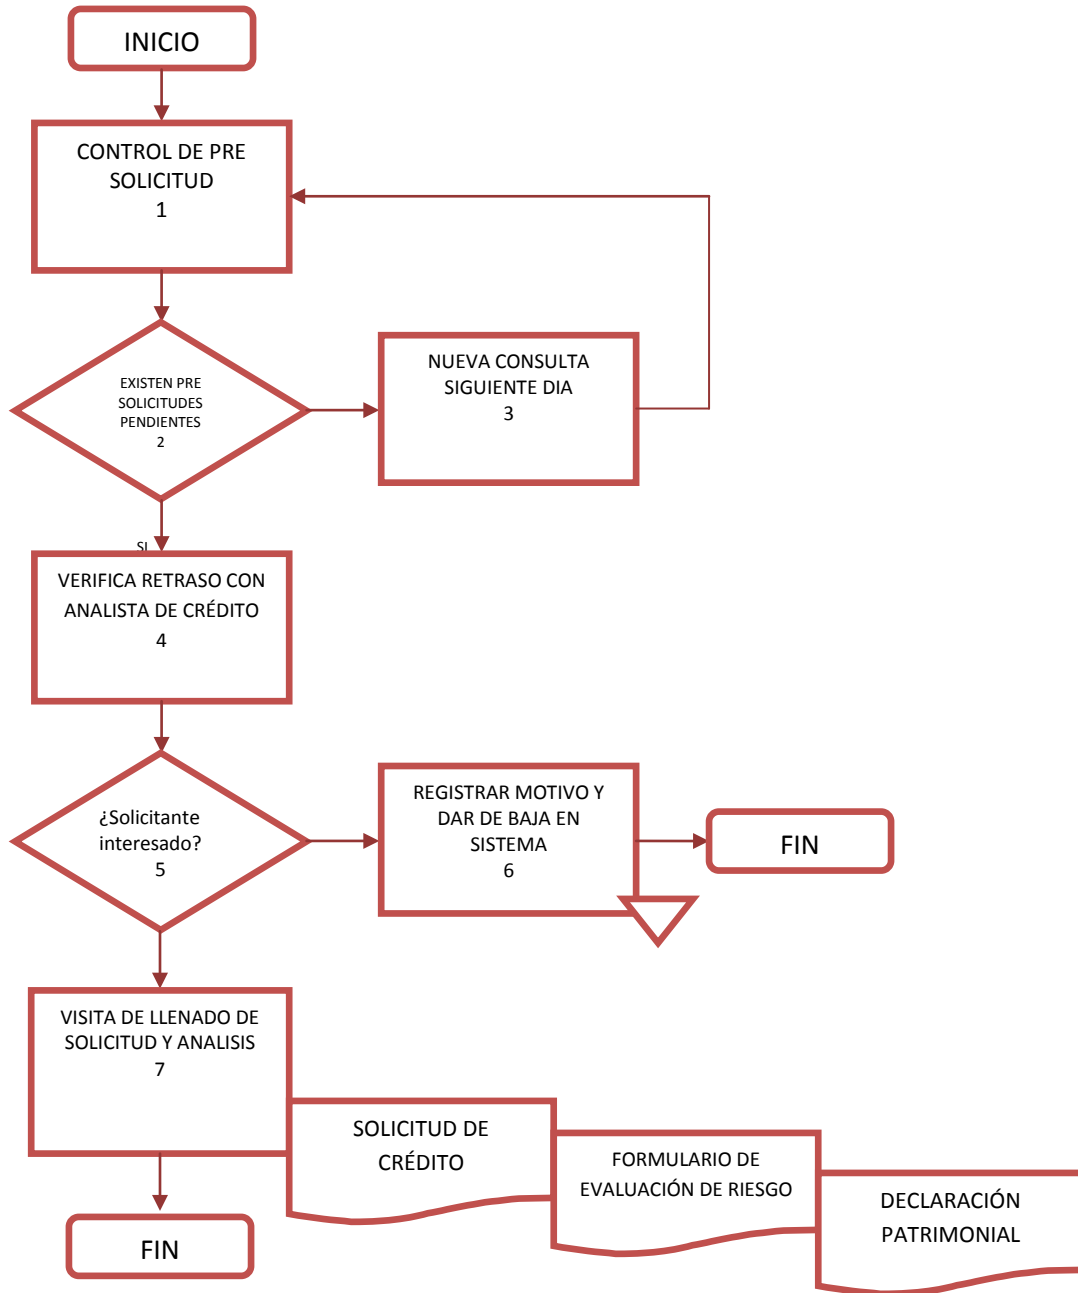 INICIO
CONTROL DE PRE
SOLICITUD
1
EXISTEN PRE
SOLICITUDES
PENDIENTES
2
NUEVA CONSULTA
SIGUIENTE DIA
3
SI
VERIFICA RETRASO CON
ANALISTA DE CRÉDITO
4
¿Solicitante
interesado?
5
REGISTRAR MOTIVO Y
DAR DE BAJA EN
SISTEMA
6
FIN
VISITA DE LLENADO DE
SOLICITUD Y ANALISIS
7
SOLICITUD DE
CRÉDITO
FORMULARIO DE
EVALUACIÓN DE RIESGO
DECLARACIÓN
PATRIMONIAL
FIN